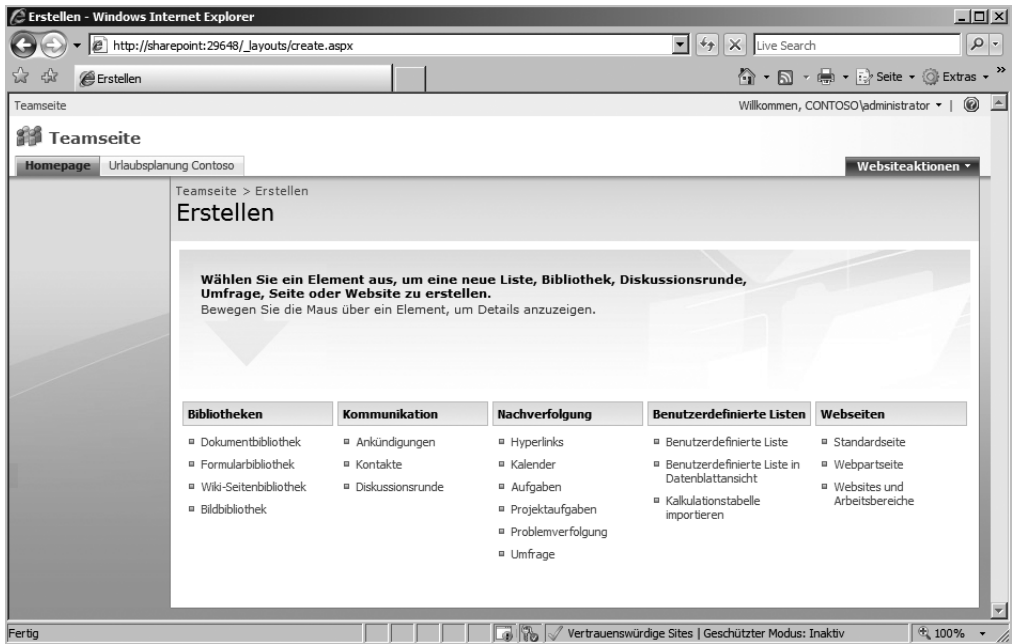 Erstellen - Windows Internet Explorer
http://sharepoint:29648/_layouts/create.aspx
Live Search
Erstellen
Seite
Extras
»
Teamseite
Willkommen, CONTOSO\administrator
Teamseite
Homepage
Urlaubsplanung Contoso
Websiteaktionen
Teamseite > Erstellen
Erstellen
Wählen Sie ein Element aus, um eine neue Liste, Bibliothek, Diskussionsrunde,
Umfrage, Seite oder Website zu erstellen.
Bewegen Sie die Maus über ein Element, um Details anzuzeigen.
Bibliotheken
Dokumentbibliothek
Formularbibliothek
Wiki-Seitenbibliothek
Bildbibliothek
Kommunikation
Ankündigungen
Kontakte
Diskussionsrunde
Nachverfolgung
Hyperlinks
Kalender
Aufgaben
Projektaufgaben
Problemverfolgung
Umfrage
Benutzerdefinierte Listen
Benutzerdefinierte Liste
Benutzerdefinierte Liste in
Datenblattansicht
Kalkulationstabelle
importieren
Webseiten
Standardseite
Webpartseite
Websites und
Arbeitsbereiche
Fertig
Vertrauenswürdige Sites | Geschützter Modus: Inaktiv
100%